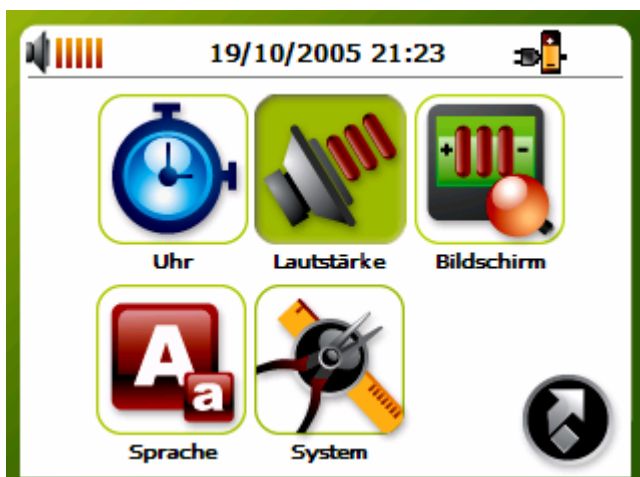 19/10/2005 21:23
Uhr Lautstärke Bildschirm
A
a
Sprache System